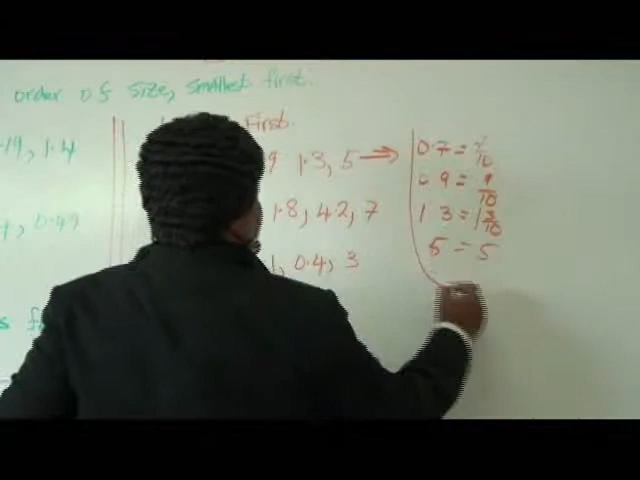 order of size, smallest first.
19, 1.4
First.
9 1.3, 5 →
0.7 = 7/10
0.9 = 9/10
1.8, 4.2, 7
1 3 = 1 3/10
0.49
5 = 5
0.4, 3